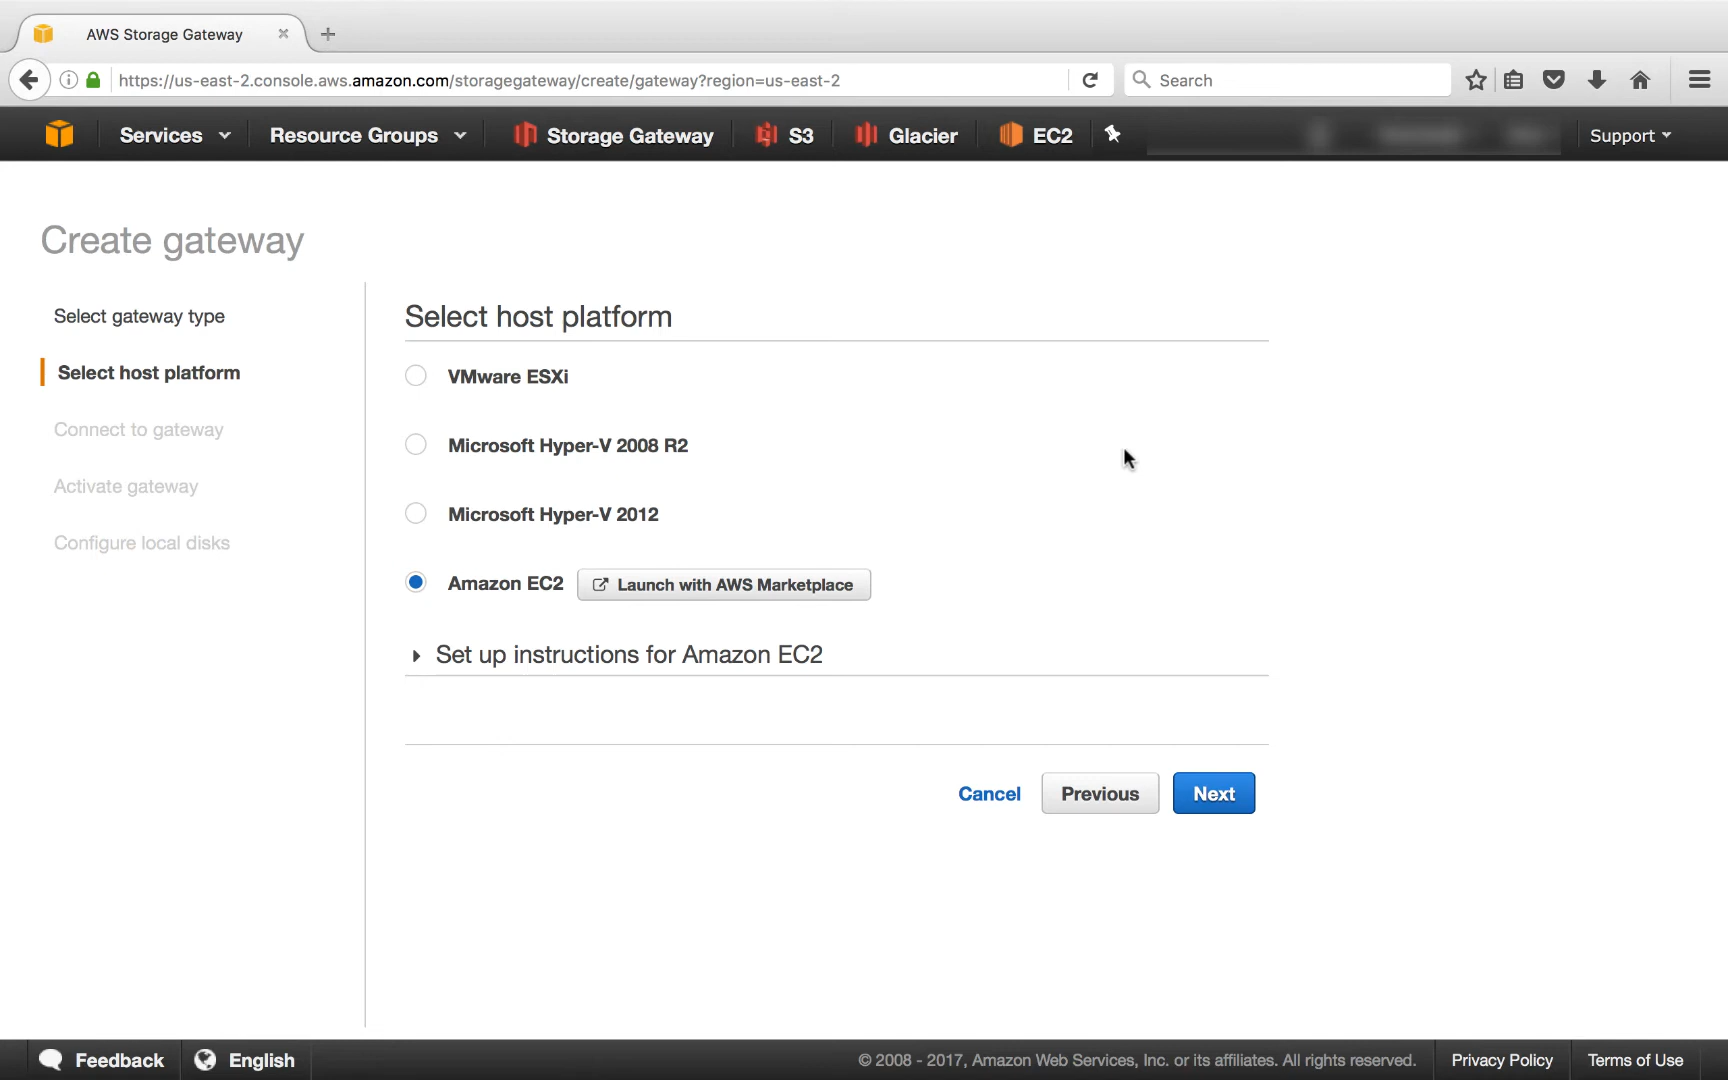 AWS Storage Gateway
https://us-east-2.console.aws.amazon.com/storagegateway/create/gateway?region=us-east-2
Search
Services
Resource Groups
Storage Gateway
S3
Glacier
EC2
Support
Create gateway
Select gateway type
Select host platform
Connect to gateway
Activate gateway
Configure local disks
Select host platform
VMware ESXi
Microsoft Hyper-V 2008 R2
Microsoft Hyper-V 2012
Amazon EC2
Launch with AWS Marketplace
Set up instructions for Amazon EC2
Cancel
Previous
Next
Feedback
English
© 2008 - 2017, Amazon Web Services, Inc. or its affiliates. All rights reserved.
Privacy Policy
Terms of Use